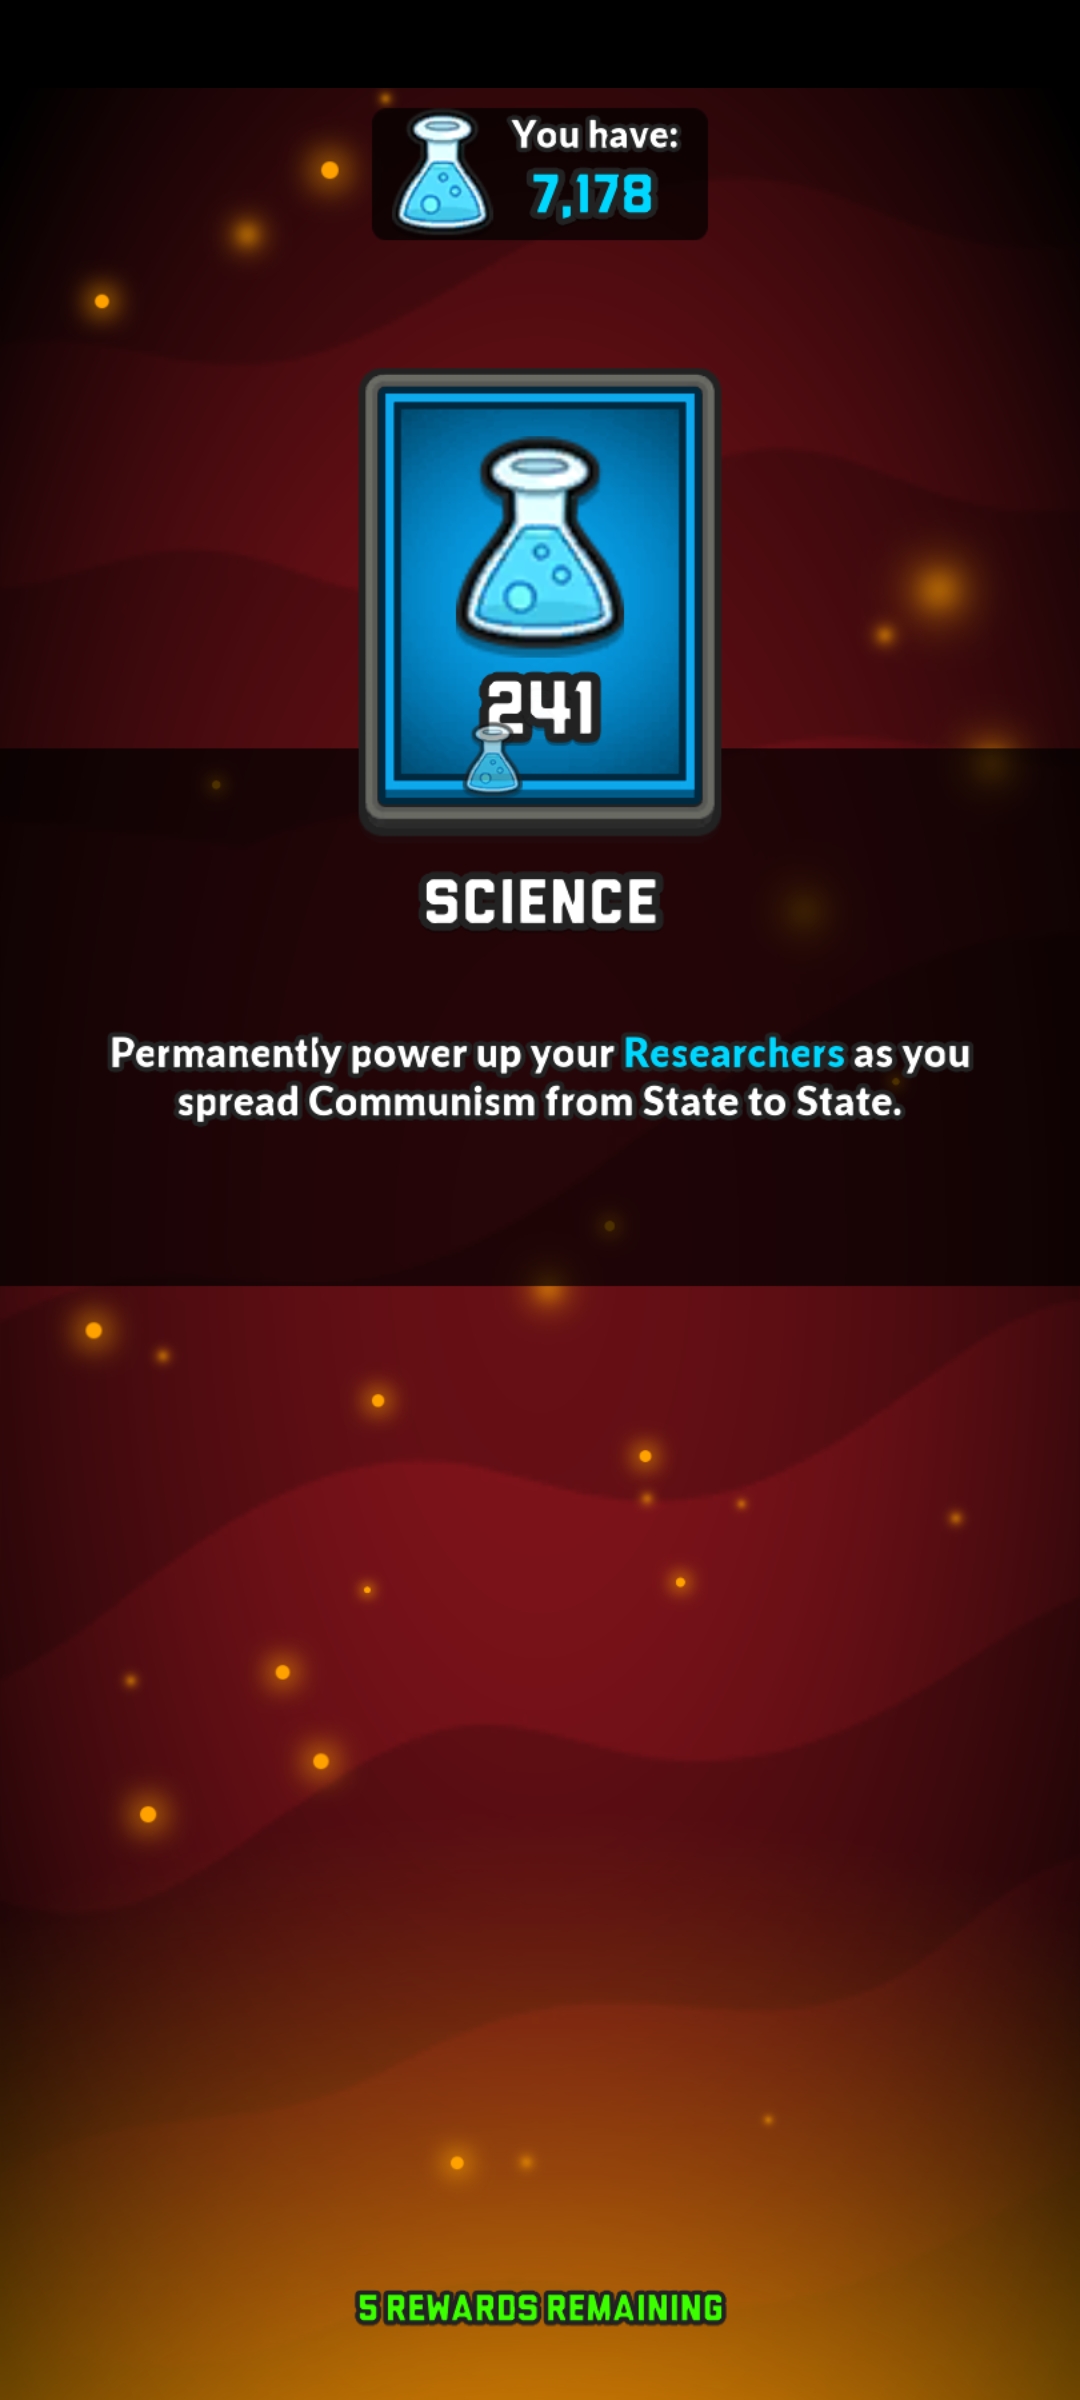 You have:
7,178
241
SCIENCE
Permanently power up your Researchers as you
spread Communism from State to State.
5 REWARDS REMAINING